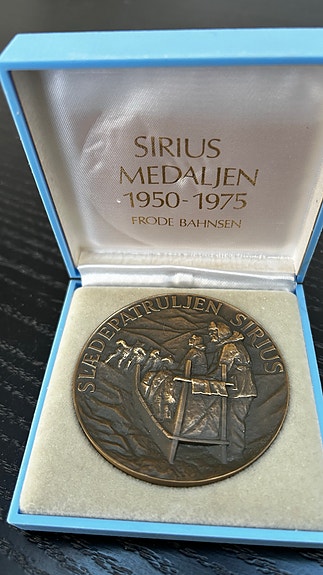 SIRIUS
MEDALJEN
1950-1975
FRODE BAHNSEN
SLÆDEPATRULJEN SIRIUS